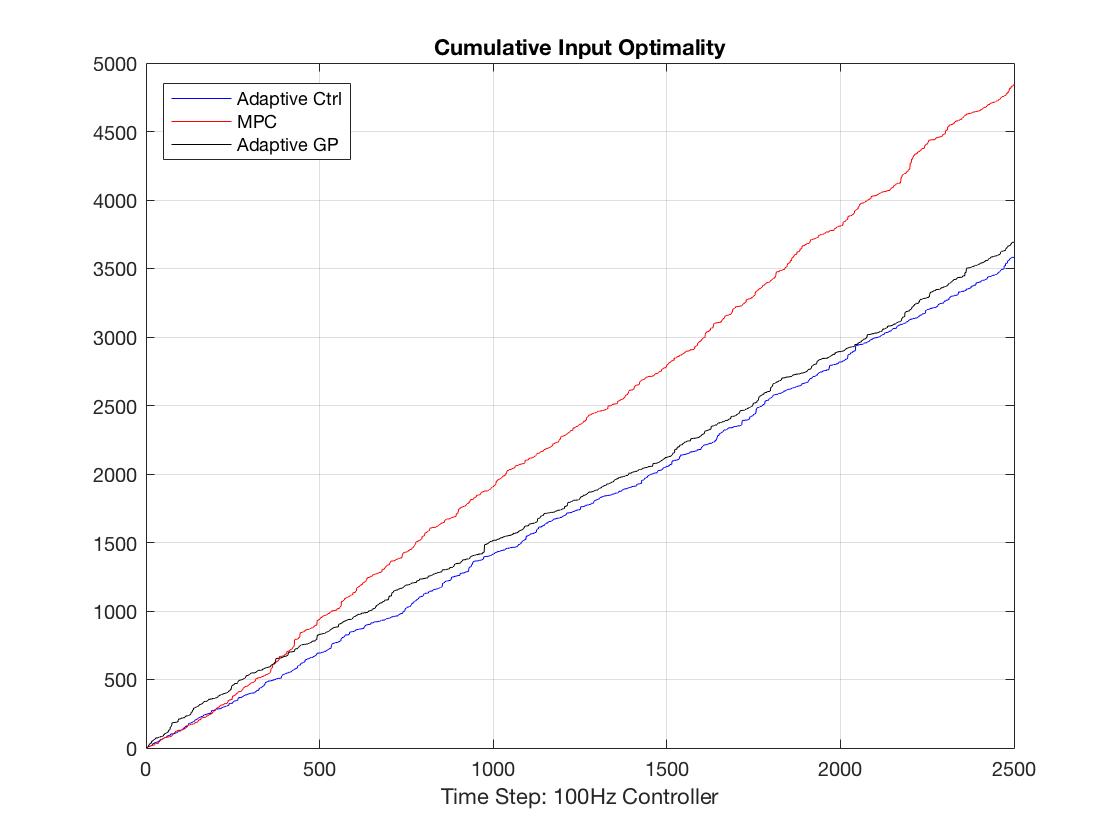 Cumulative Input Optimality
5000
4500
4000
3500
3000
2500
2000
1500
1000
500
0
Adaptive Ctrl
MPC
Adaptive GP
0 500 1000 1500 2000 2500
Time Step: 100Hz Controller